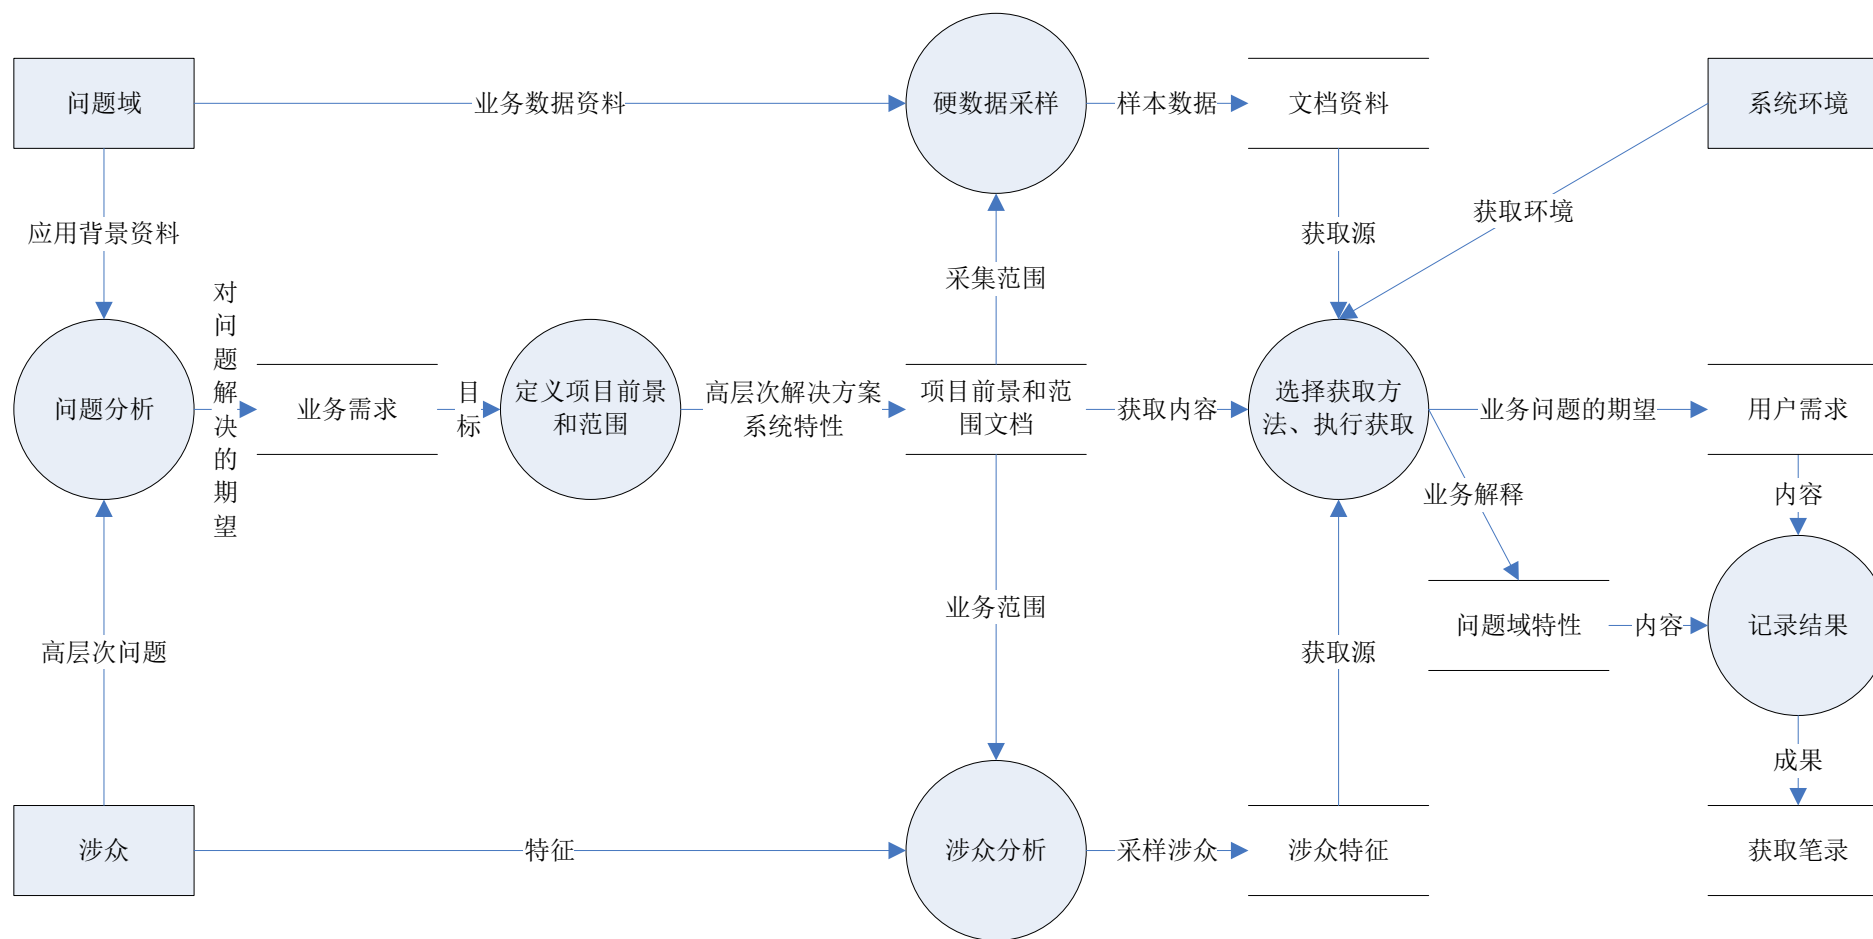 问题域
业务数据资料
硬数据采样
样本数据
文档资料
系统环境
应用背景资料
获取源
获取环境
采集范围
对问题解决的期望
问题分析
业务需求
目标
定义项目前景
和范围
高层次解决方案
系统特性
项目前景和范
围文档
获取内容
选择获取方
法、执行获取
业务问题的期望
用户需求
业务解释
内容
业务范围
问题域特性
内容
记录结果
高层次问题
获取源
成果
涉众
特征
涉众分析
采样涉众
涉众特征
获取笔录